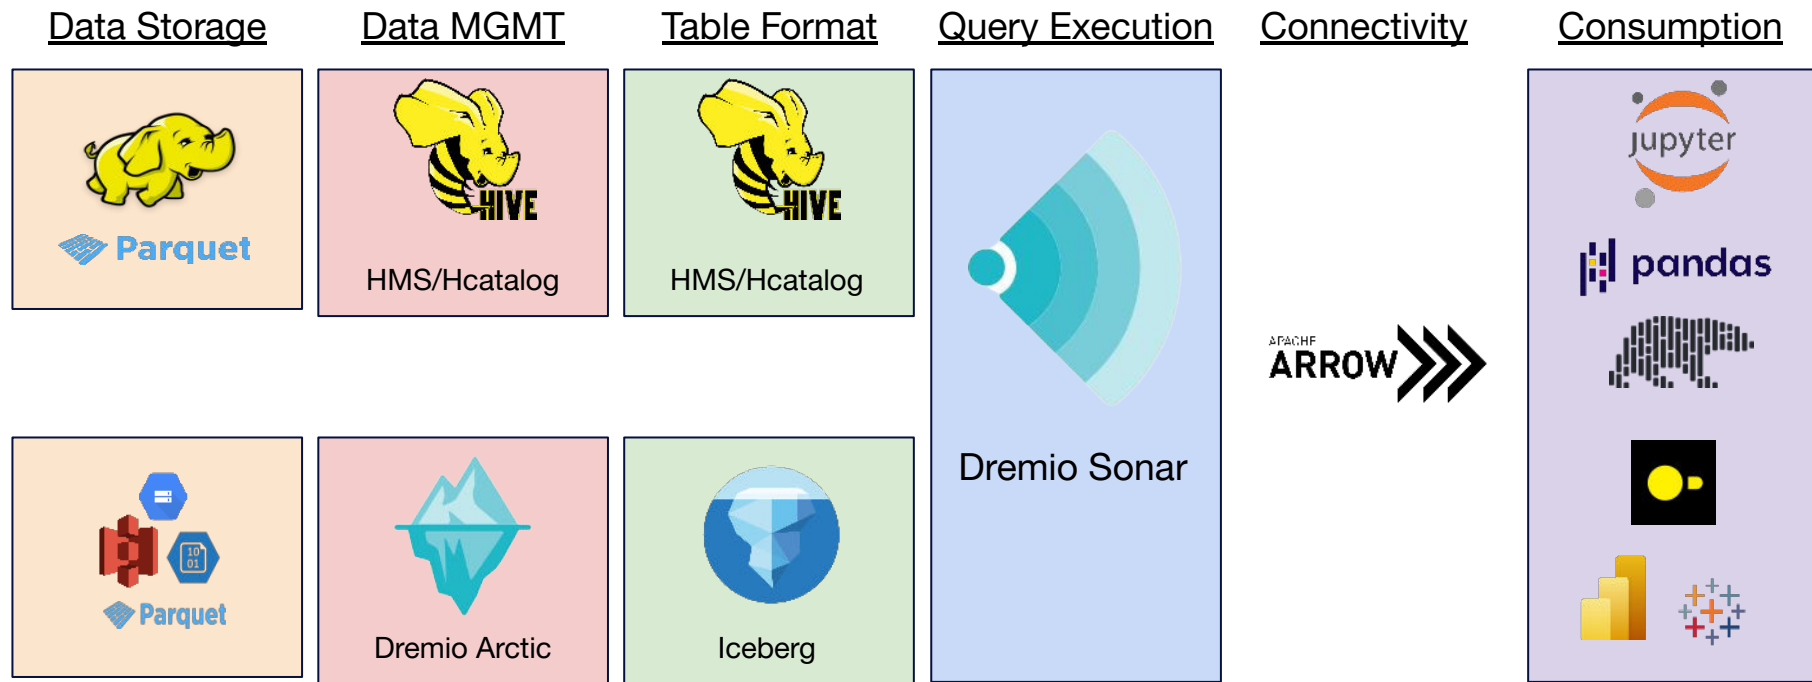 Data Storage
Data MGMT
Table Format
Query Execution
Connectivity
Consumption
Parquet
HIVE
HMS/Hcatalog
HIVE
HMS/Hcatalog
Dremio Sonar
APACHE
ARROW
jupyter
pandas
10
01
Parquet
Dremio Arctic
Iceberg